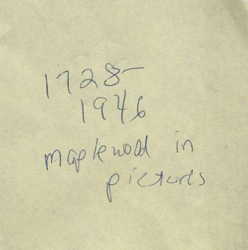 1728-
1946
maplewood in
pictures